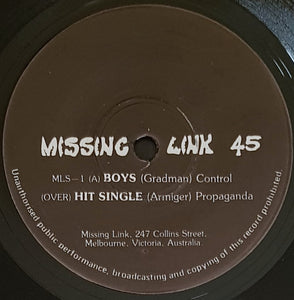 MISSING LINK 45
MLS-1 (A) BOYS (Gradman) Control
(OVER) HIT SINGLE (Armiger) Propaganda
Missing Link, 247 Collins Street,
Melbourne, Victoria, Australia.
Unauthorised public performance, broadcasting and copying of this record prohibited.